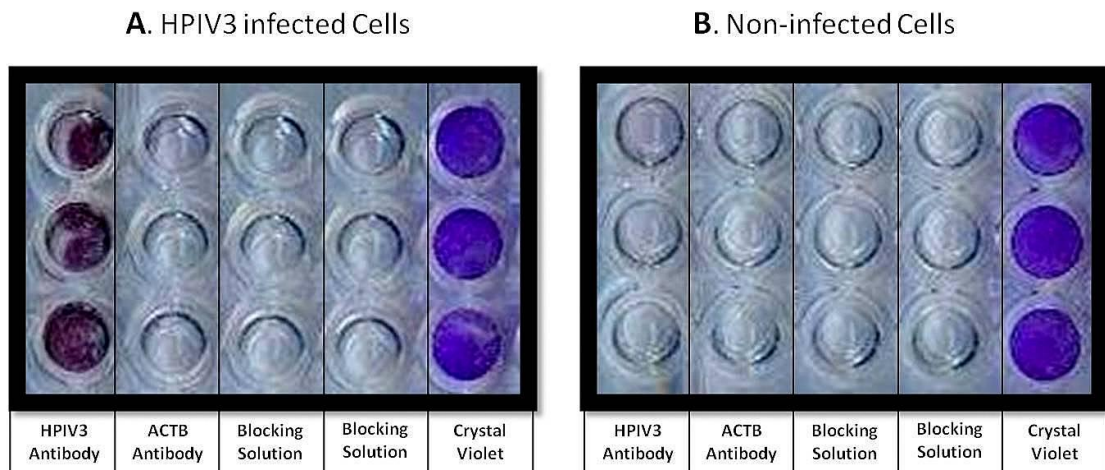 A. HPIV3 infected Cells
B. Non-infected Cells
HPIV3 Antibody
ACTB Antibody
Blocking Solution
Blocking Solution
Crystal Violet
HPIV3 Antibody
ACTB Antibody
Blocking Solution
Blocking Solution
Crystal Violet